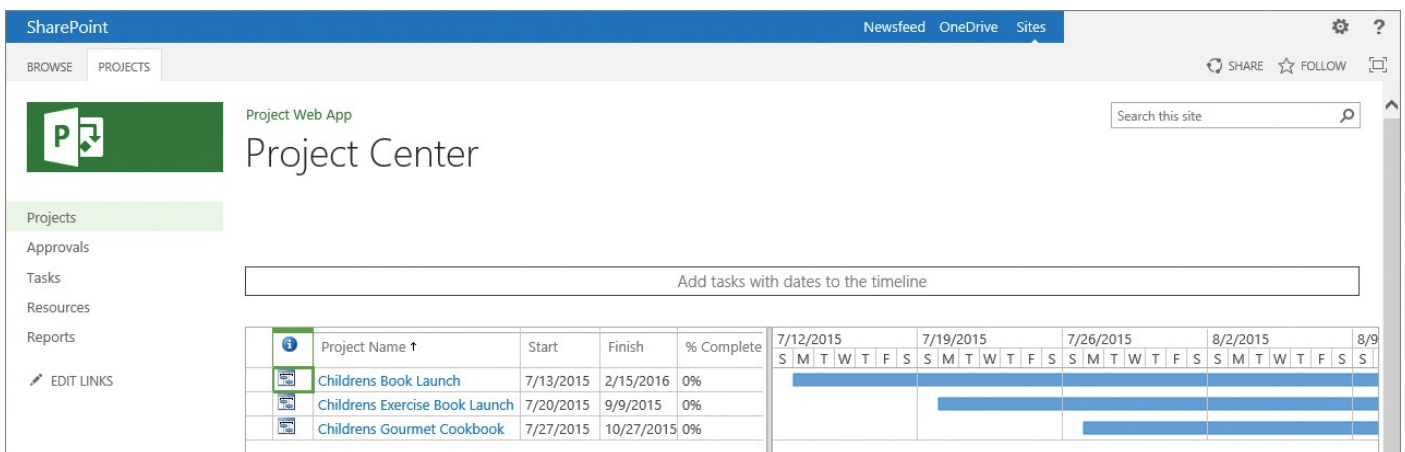 SharePoint Newsfeed OneDrive Sites ?
BROWSE PROJECTS SHARE FOLLOW
P
Project Web App
Search this site
Project Center
Projects
Approvals
Tasks
Resources
Reports
EDIT LINKS
Add tasks with dates to the timeline
7/12/2015 7/19/2015 7/26/2015 8/2/2015 8/9
Project Name ↑ Start Finish % Complete S M T W T F S S M T W T F S S M T W T F S S M T W T F S S
Childrens Book Launch 7/13/2015 2/15/2016 0%
Childrens Exercise Book Launch 7/20/2015 9/9/2015 0%
Childrens Gourmet Cookbook 7/27/2015 10/27/2015 0%